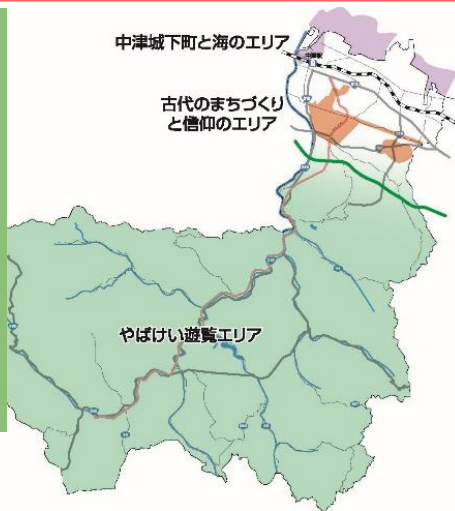 中津城下町と海のエリア
古代のまちづくり
と信仰のエリア
やばけい遊覧エリア